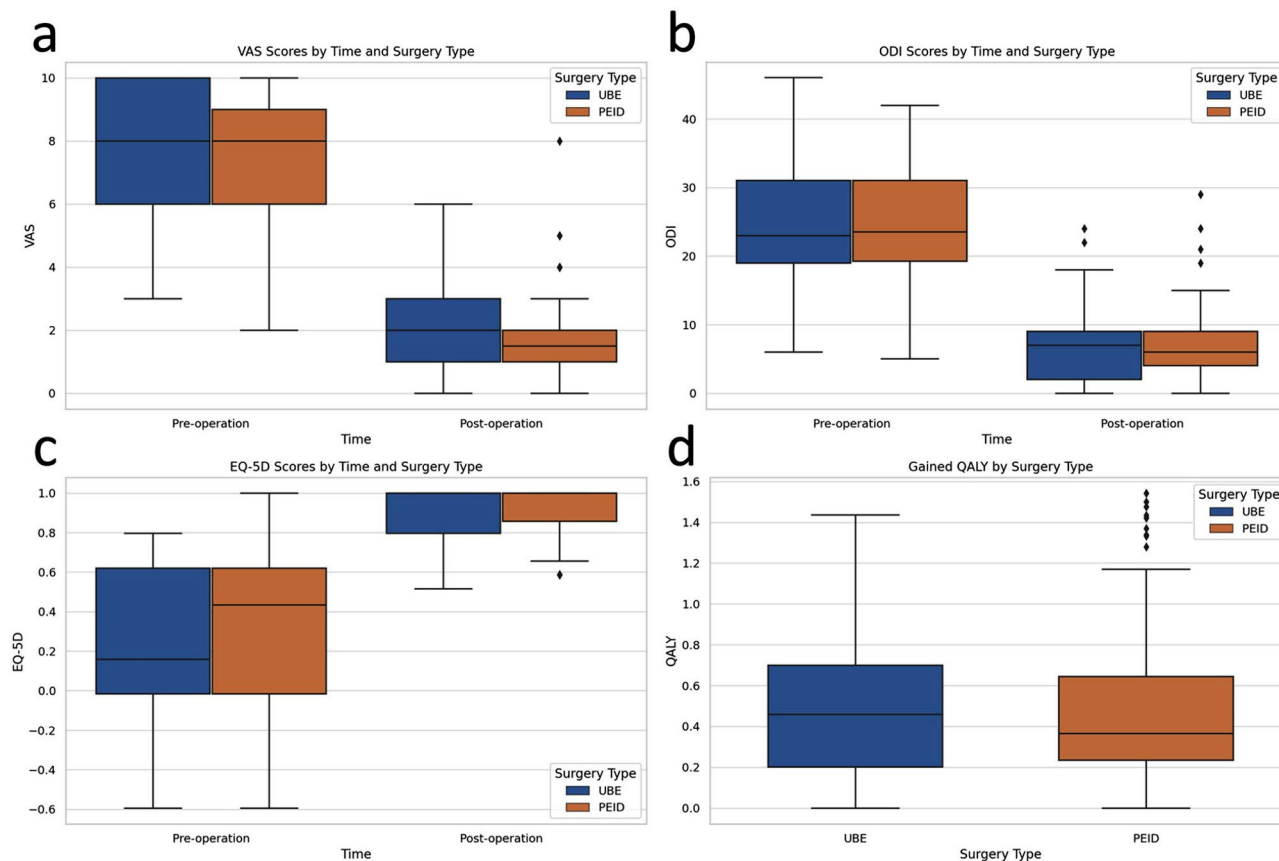 a
VAS Scores by Time and Surgery Type
Surgery Type
UBE
PEID
10
8
6
4
2
0
VAS
Pre-operation
Post-operation
Time
b
ODI Scores by Time and Surgery Type
Surgery Type
UBE
PEID
40
30
20
10
0
ODI
Pre-operation
Post-operation
Time
c
EQ-5D Scores by Time and Surgery Type
1.0
0.8
0.6
0.4
0.2
0.0
−0.2
−0.4
−0.6
EQ-5D
Surgery Type
UBE
PEID
Pre-operation
Post-operation
Time
d
Gained QALY by Surgery Type
Surgery Type
UBE
PEID
1.6
1.4
1.2
1.0
0.8
0.6
0.4
0.2
0.0
QALY
UBE
PEID
Surgery Type